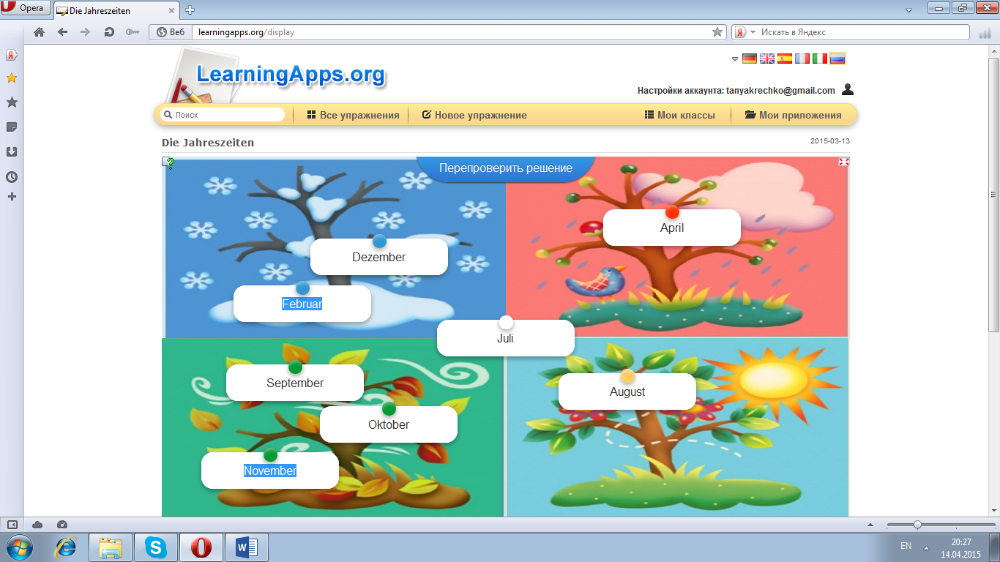 Opera
Die Jahreszeiten
Веб
learningapps.org/display
Искать в Яндекс
LearningApps.org
Настройки аккаунта: tanyakrechko@gmail.com
Поиск
Все упражнения
Новое упражнение
Мои классы
Мои приложения
Die Jahreszeiten
2015-03-13
Перепроверить решение
April
Dezember
Februar
Juli
September
August
Oktober
November
EN
20:27
14.04.2015